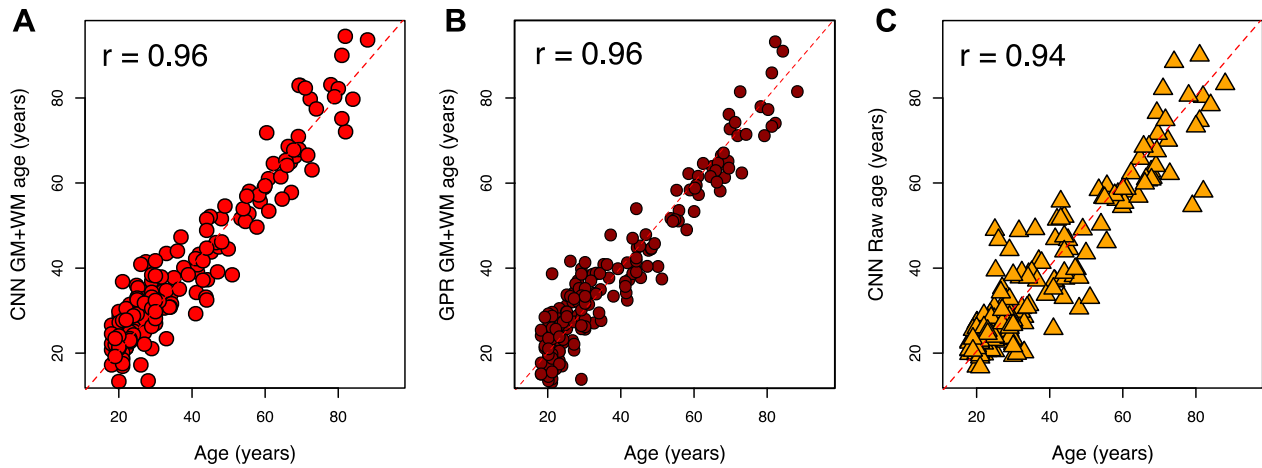 A
r = 0.96
CNN GM+WM age (years)
80
60
40
20
20 40 60 80
Age (years)
B
r = 0.96
GPR GM+WM age (years)
80
60
40
20
20 40 60 80
Age (years)
C
r = 0.94
CNN Raw age (years)
80
60
40
20
20 40 60 80
Age (years)